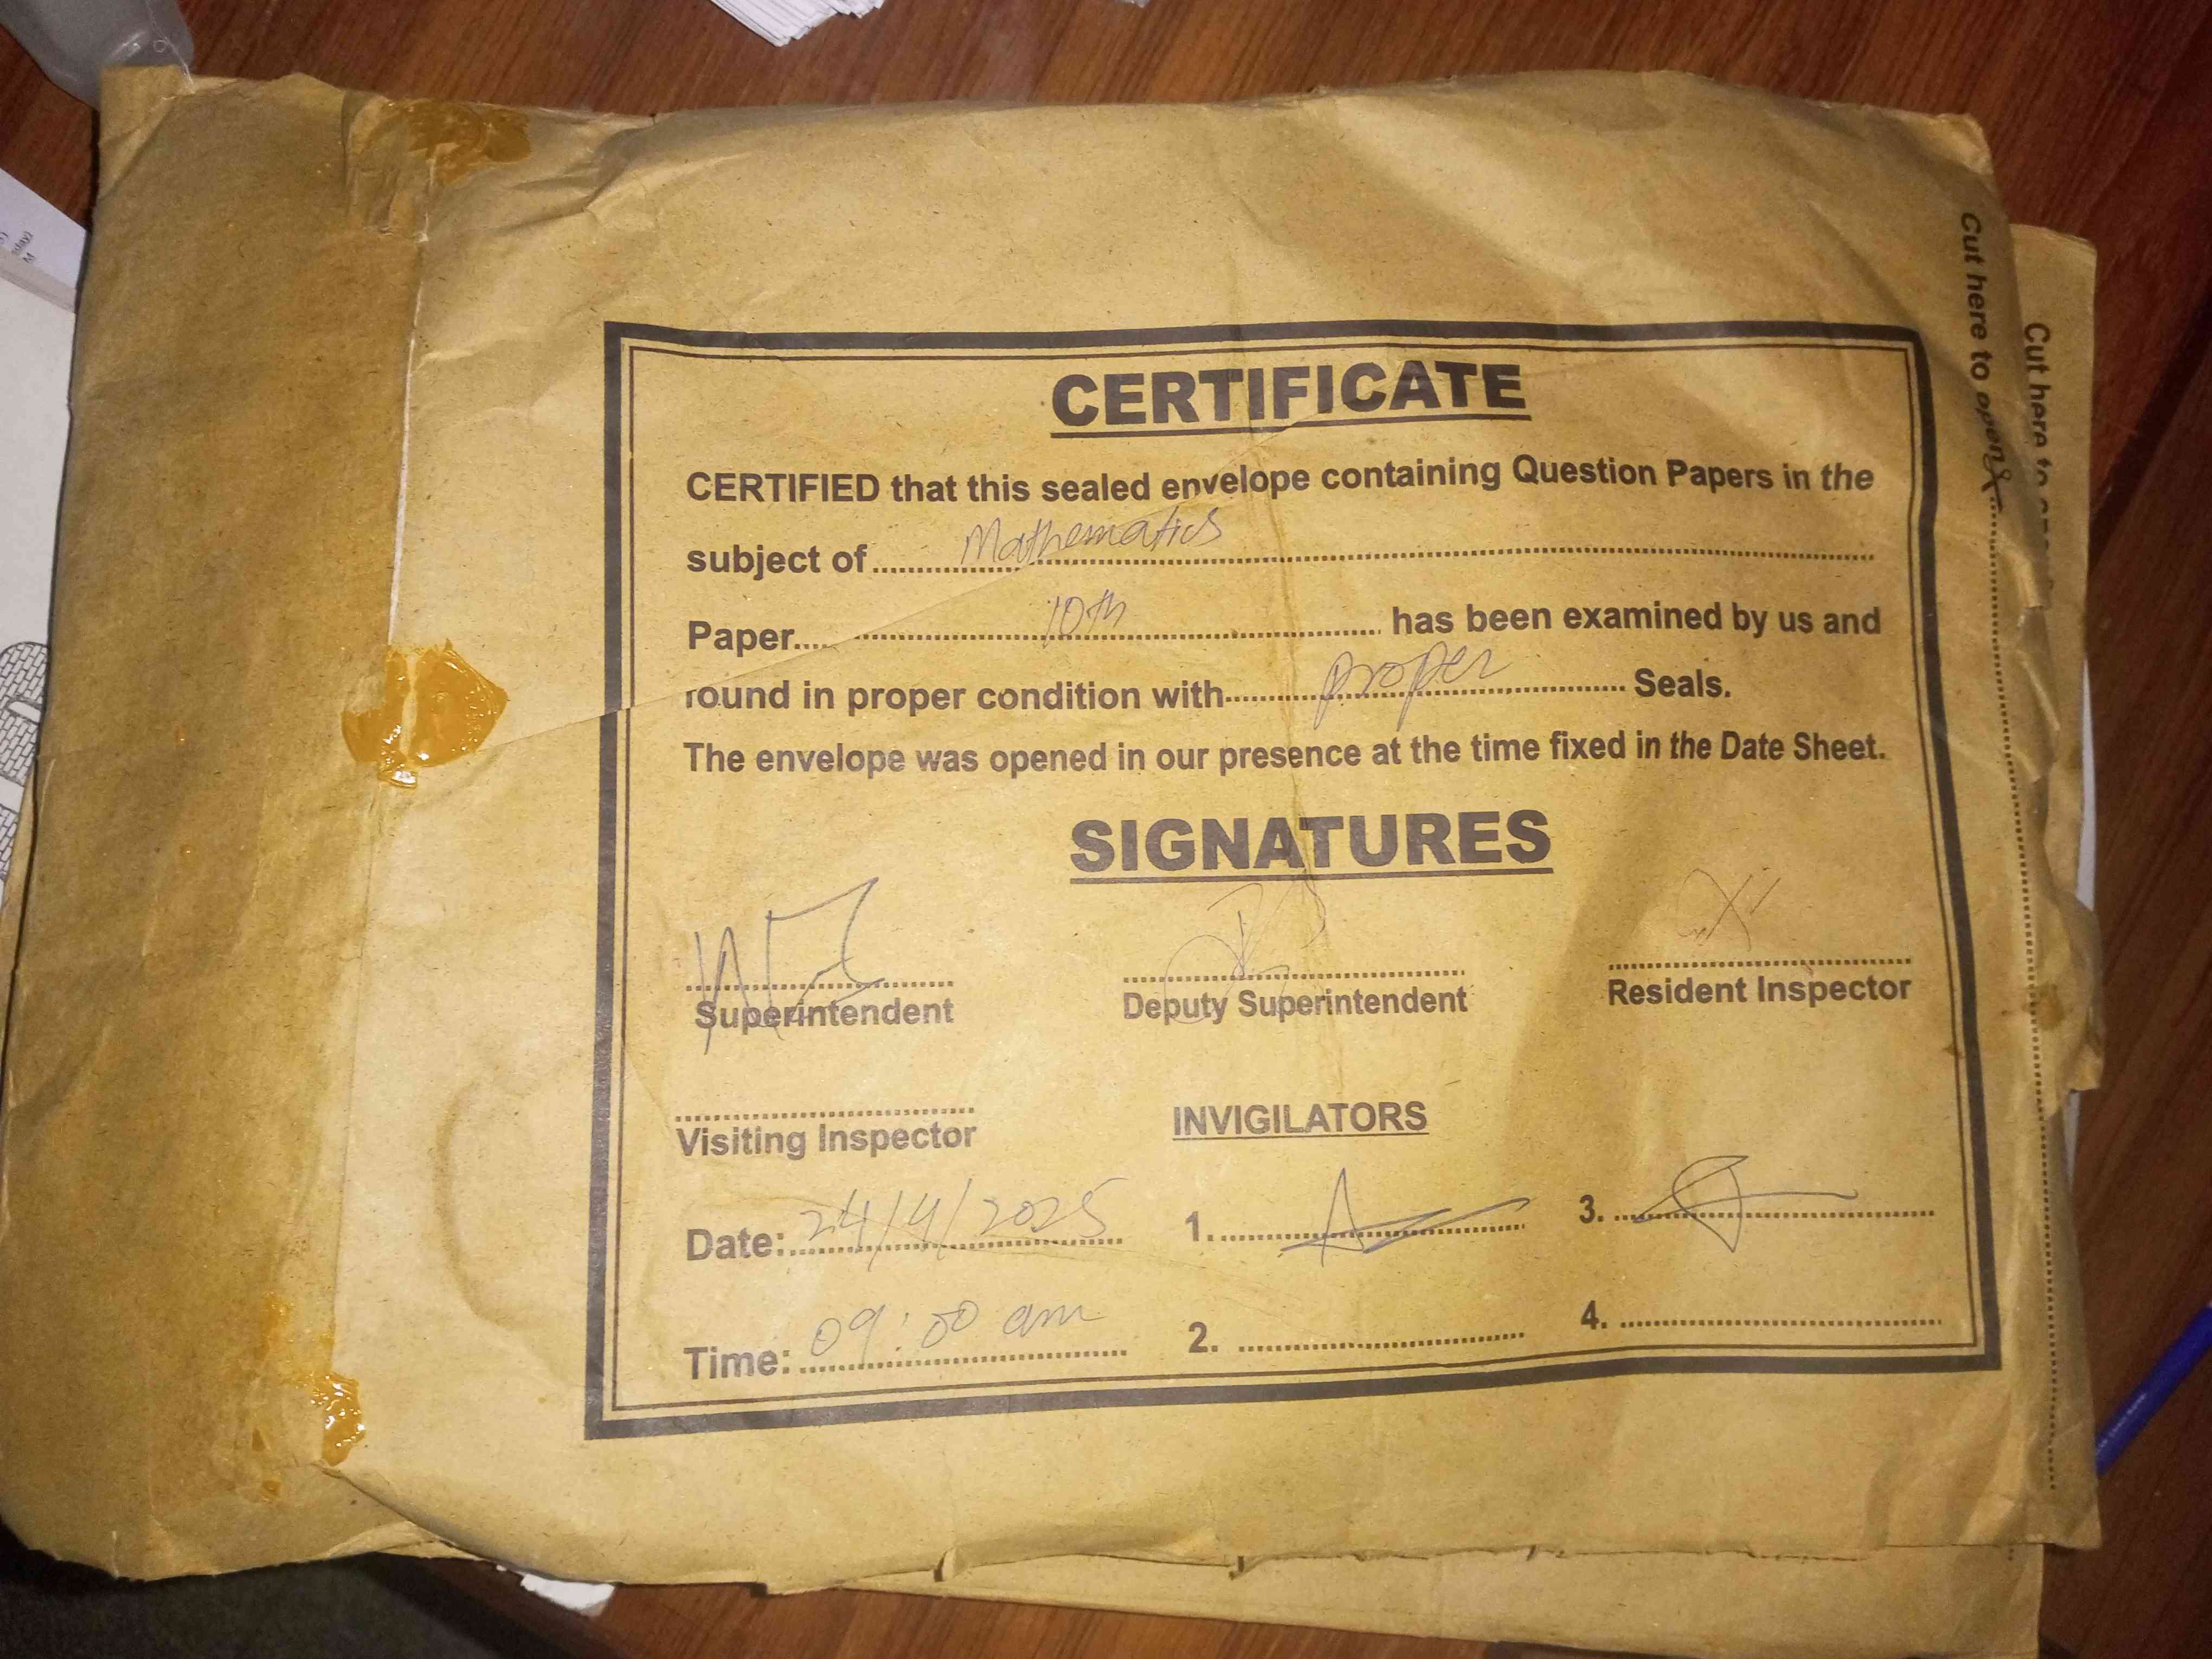 CERTIFICATE
CERTIFIED that this sealed envelope containing Question Papers in the
subject of Mathematics
Paper 10th has been examined by us and
round in proper condition with proper Seals.
The envelope was opened in our presence at the time fixed in the Date Sheet.
SIGNATURES
Superintendent Deputy Superintendent Resident Inspector
Visiting Inspector INVIGILATORS
Date: 24/4/2025 1. 3.
Time: 09:00 am 2. 4.
Cut here to open
Cut here to